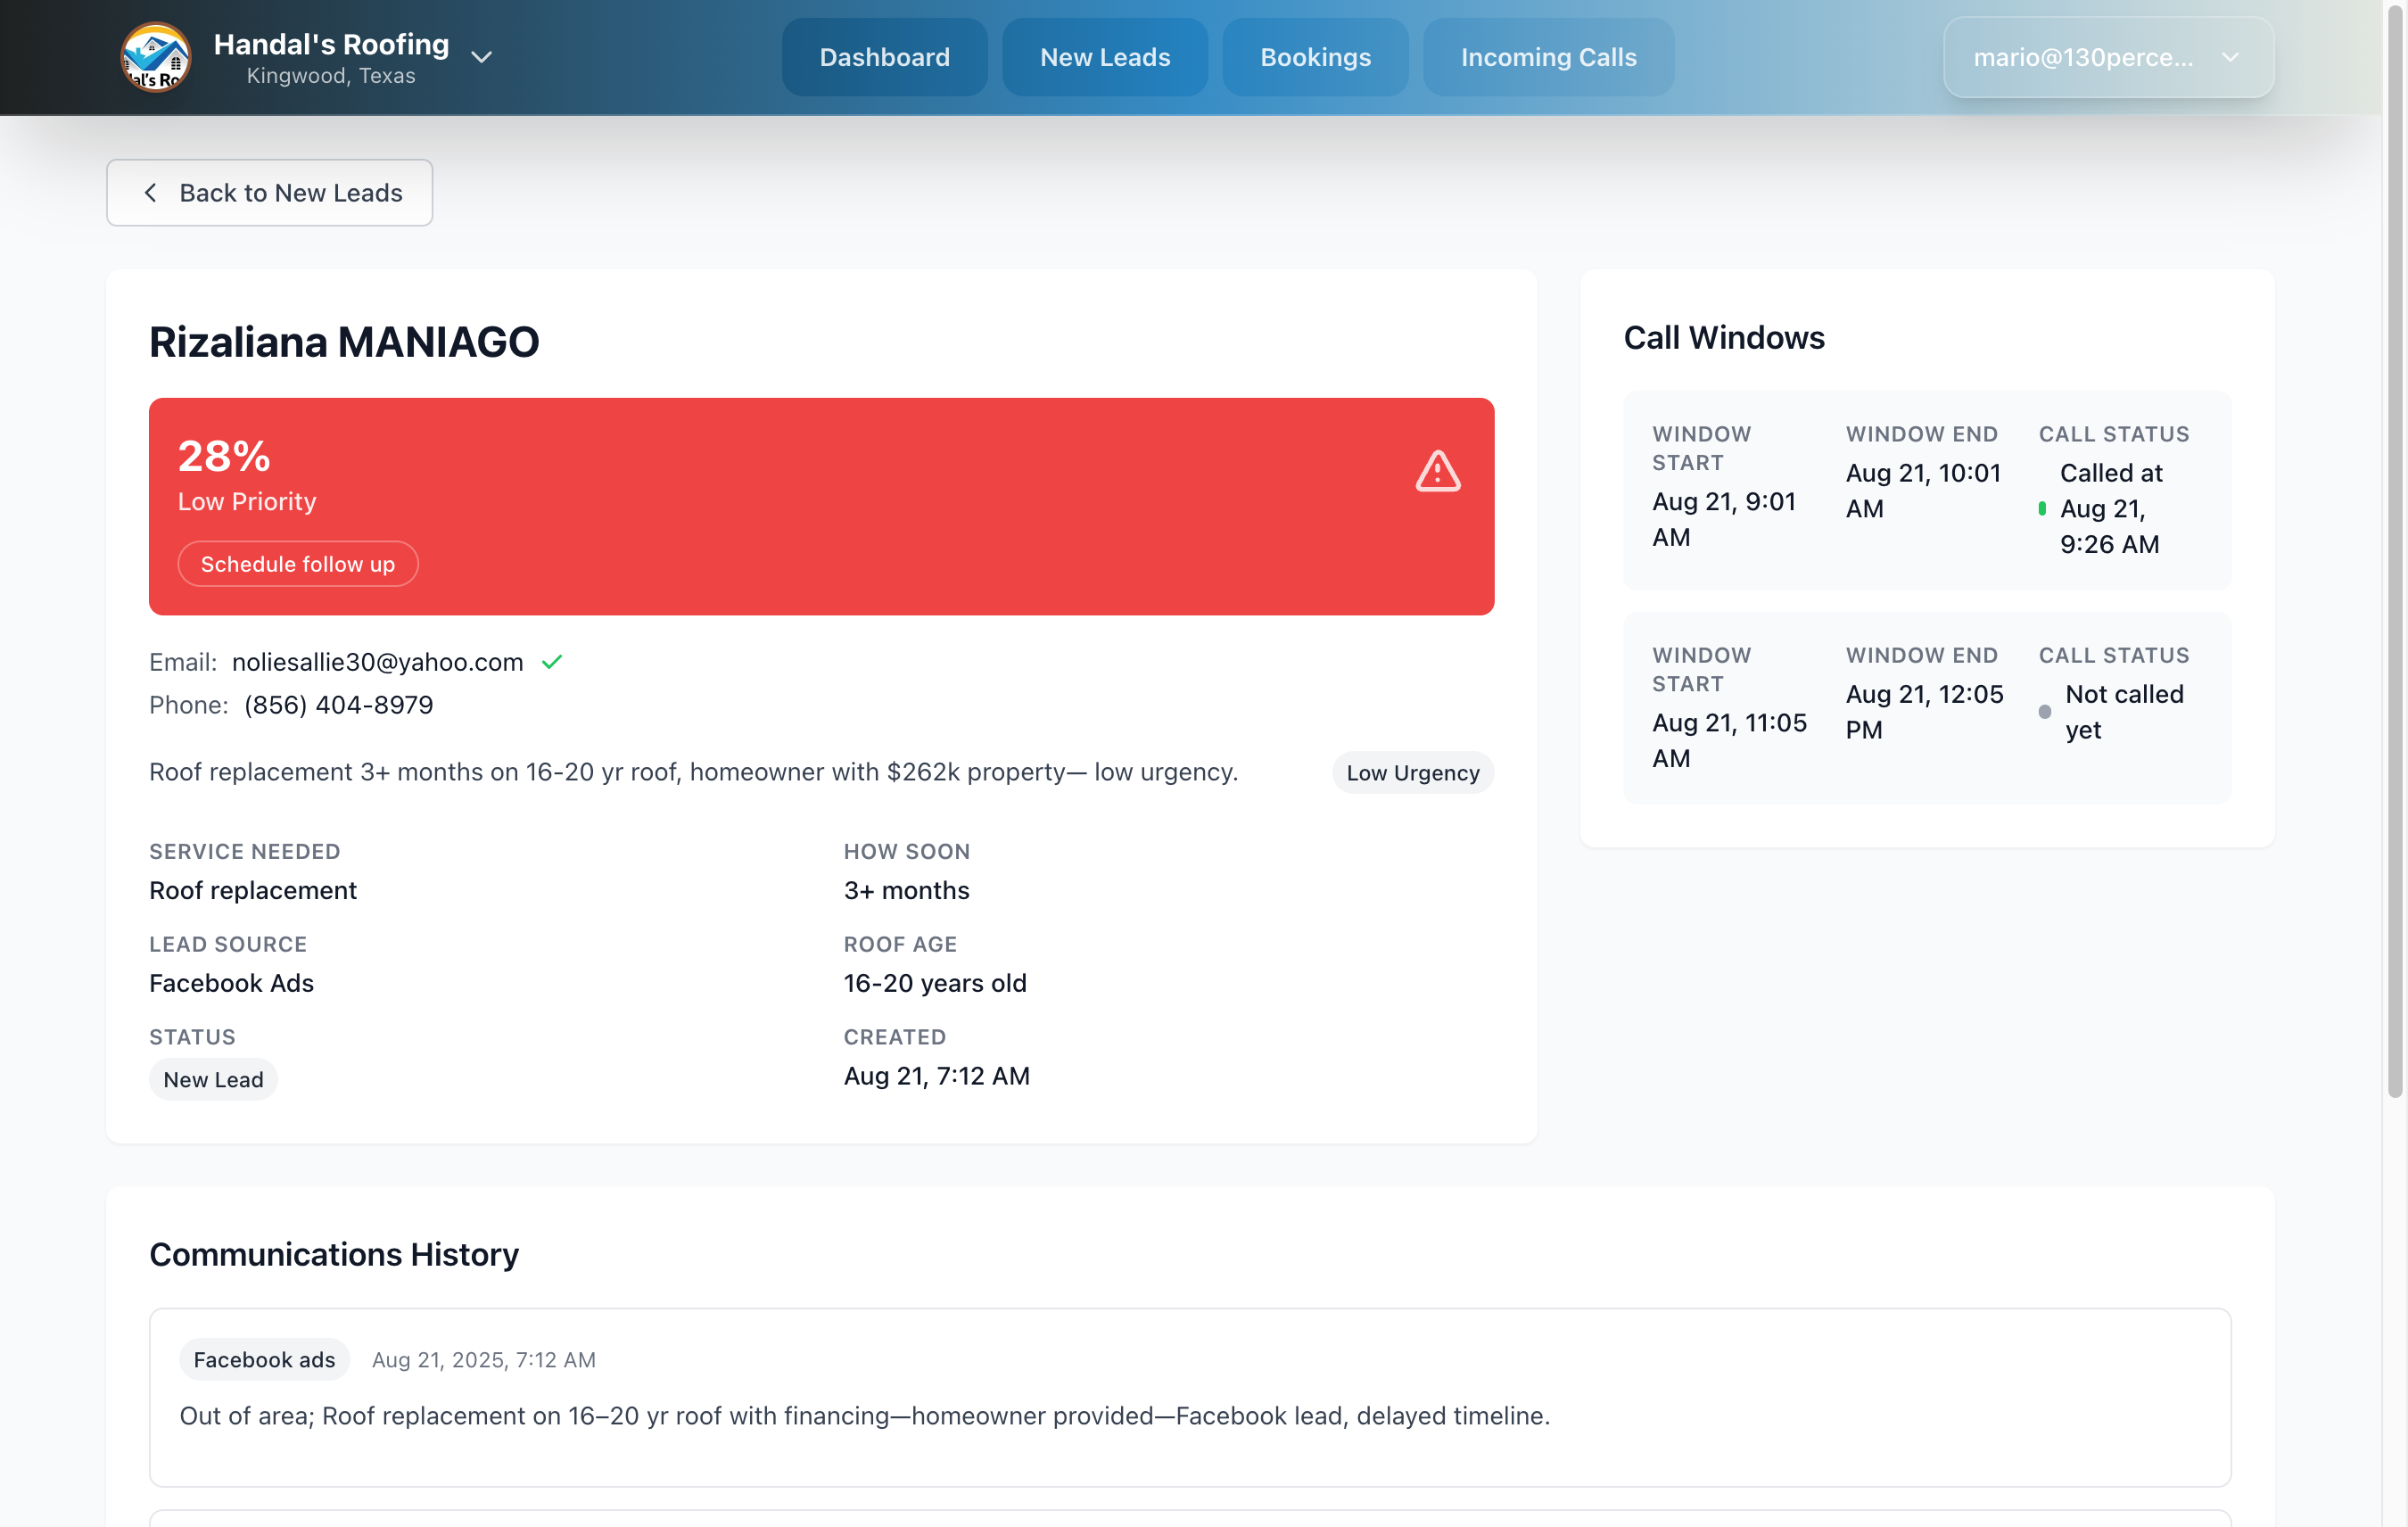 Handal's Roofing
Kingwood, Texas
al's Ro
Dashboard
New Leads
Bookings
Incoming Calls
mario@130perce...
Back to New Leads
Rizaliana MANIAGO
28%
Low Priority
Schedule follow up
Email: noliesallie30@yahoo.com
Phone: (856) 404-8979
Roof replacement 3+ months on 16-20 yr roof, homeowner with $262k property— low urgency.
Low Urgency
SERVICE NEEDED
Roof replacement
HOW SOON
3+ months
LEAD SOURCE
Facebook Ads
ROOF AGE
16-20 years old
STATUS
New Lead
CREATED
Aug 21, 7:12 AM
Call Windows
WINDOW
START
Aug 21, 9:01
AM
WINDOW END
Aug 21, 10:01
AM
CALL STATUS
Called at
Aug 21,
9:26 AM
WINDOW
START
Aug 21, 11:05
AM
WINDOW END
Aug 21, 12:05
PM
CALL STATUS
Not called
yet
Communications History
Facebook ads
Aug 21, 2025, 7:12 AM
Out of area; Roof replacement on 16–20 yr roof with financing—homeowner provided—Facebook lead, delayed timeline.